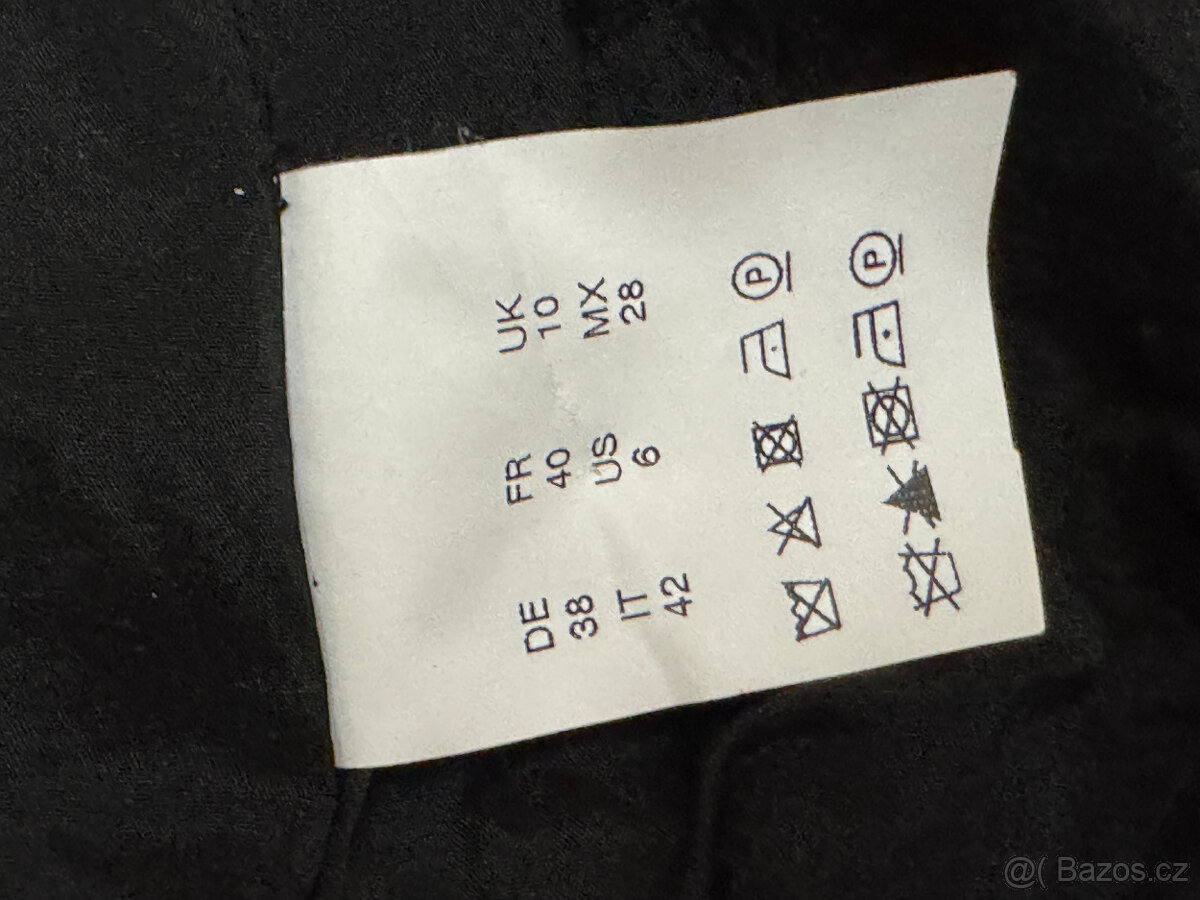 DE FR UK
38 40 10
IT US MX
42 6 28
P
P
@( Bazos.cz